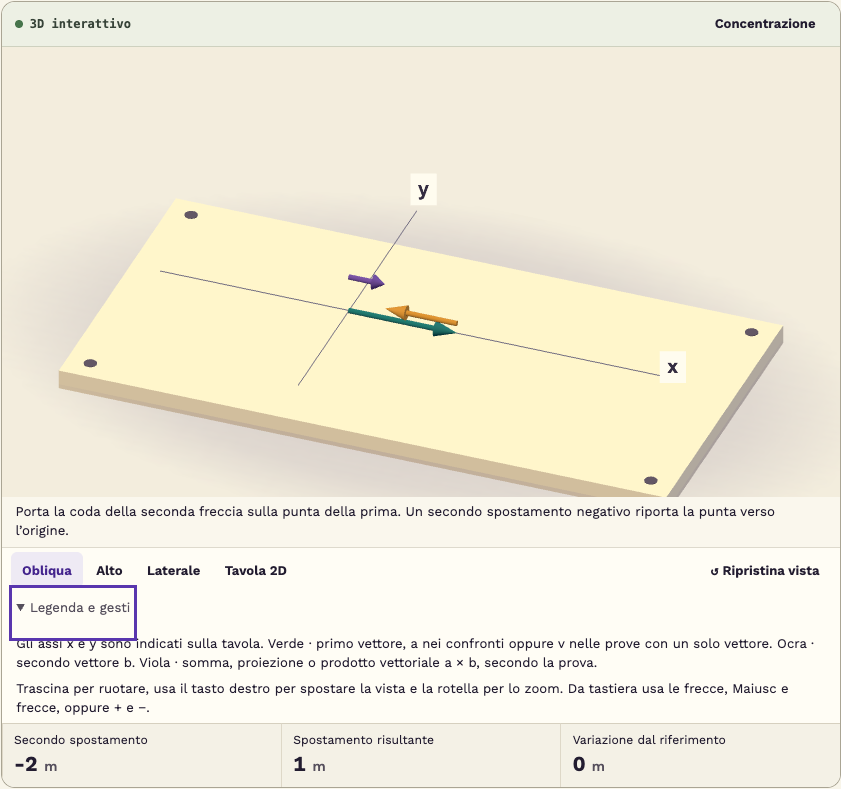 3D interattivo
Concentrazione
y
x
Porta la coda della seconda freccia sulla punta della prima. Un secondo spostamento negativo riporta la punta verso
l’origine.
Obliqua Alto Laterale Tavola 2D ↺ Ripristina vista
▼ Legenda e gesti
Gli assi x e y sono indicati sulla tavola. Verde · primo vettore, a nei confronti oppure v nelle prove con un solo vettore. Ocra ·
secondo vettore b. Viola · somma, proiezione o prodotto vettoriale a × b, secondo la prova.
Trascina per ruotare, usa il tasto destro per spostare la vista e la rotella per lo zoom. Da tastiera usa le frecce, Maiusc e
frecce, oppure + e −.
Secondo spostamento
-2 m
Spostamento risultante
1 m
Variazione dal riferimento
0 m